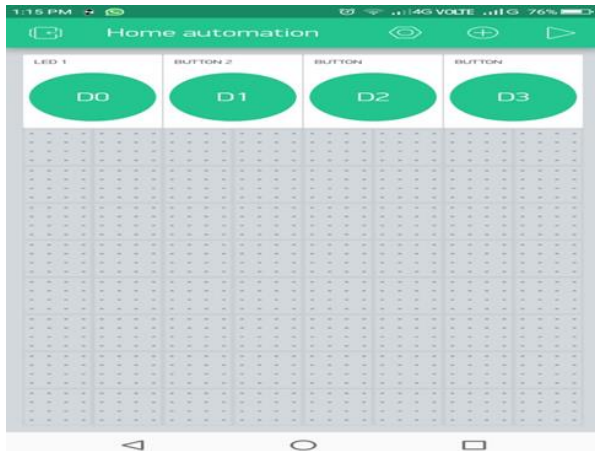 1:15 PM 4G VOLTE G 76%
Home automation
LED 1 BUTTON 2 BUTTON BUTTON
D0 D1 D2 D3